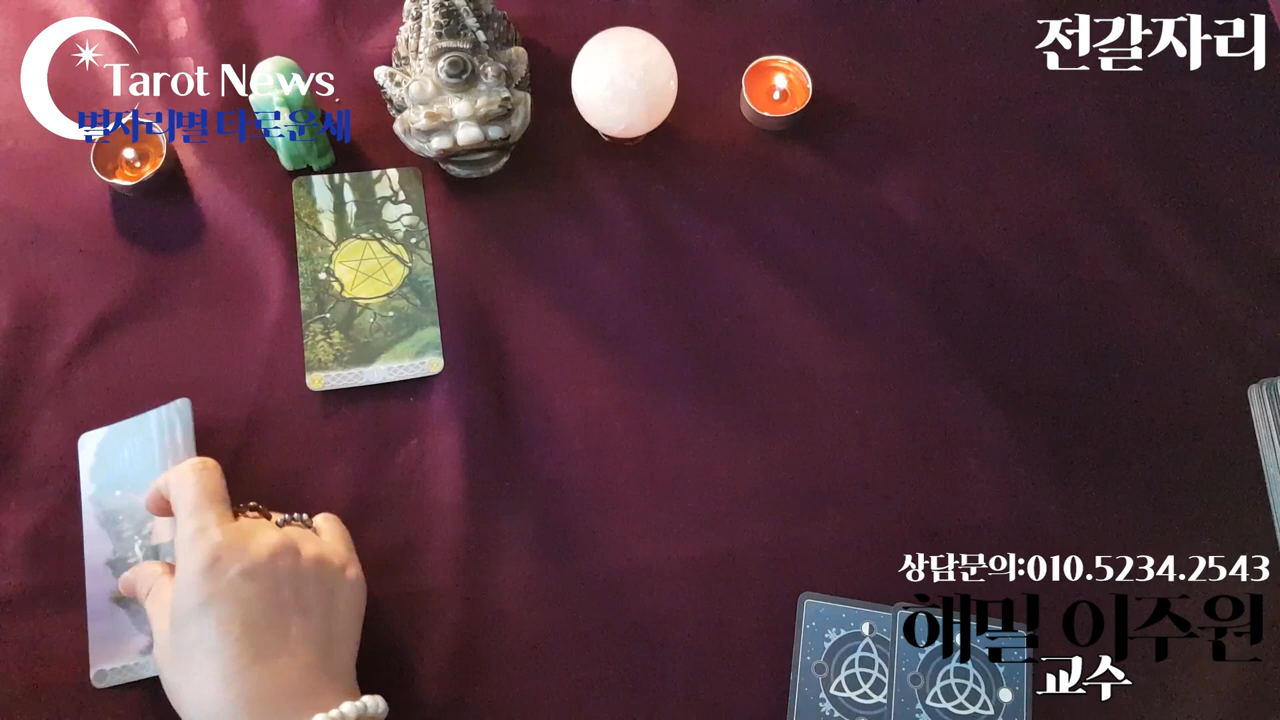 전갈자리
Tarot News
별자리별 타로운세
상담문의:010.5234.2543
해밀 이주원
교수